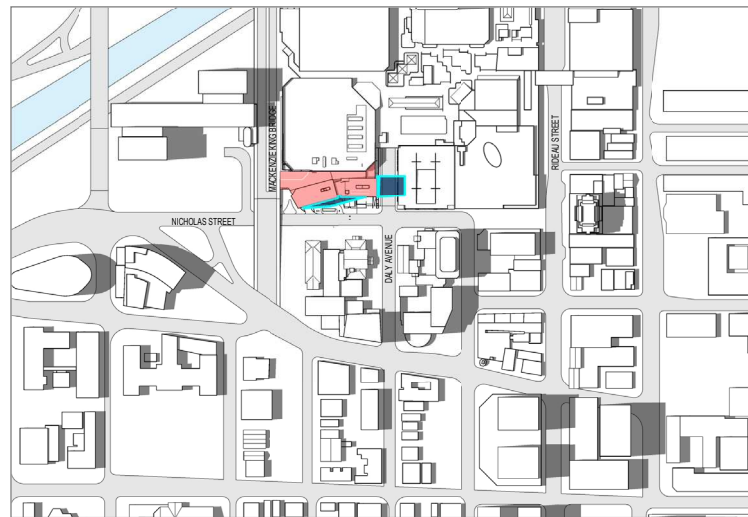 MACKENZIE KING BRIDGE
RIDEAU STREET
NICHOLAS STREET
DALY AVENUE